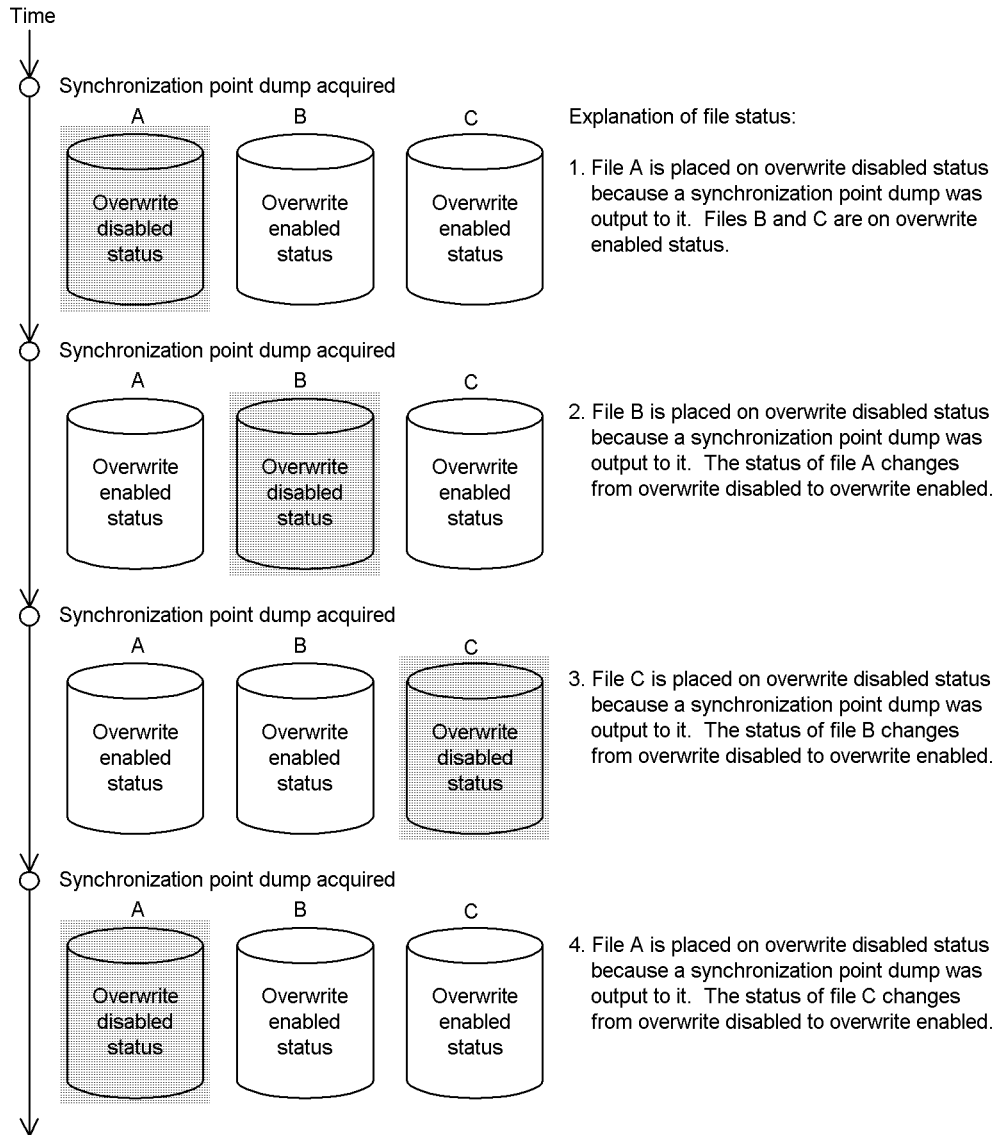 Time
Synchronization point dump acquired
A
B
C
Overwrite
disabled
status
Overwrite
enabled
status
Overwrite
enabled
status
Explanation of file status:
1. File A is placed on overwrite disabled status
because a synchronization point dump was
output to it.  Files B and C are on overwrite
enabled status.
Synchronization point dump acquired
A
B
C
Overwrite
enabled
status
Overwrite
disabled
status
Overwrite
enabled
status
2. File B is placed on overwrite disabled status
because a synchronization point dump was
output to it.  The status of file A changes
from overwrite disabled to overwrite enabled.
Synchronization point dump acquired
A
B
C
Overwrite
enabled
status
Overwrite
enabled
status
Overwrite
disabled
status
3. File C is placed on overwrite disabled status
because a synchronization point dump was
output to it.  The status of file B changes
from overwrite disabled to overwrite enabled.
Synchronization point dump acquired
A
B
C
Overwrite
disabled
status
Overwrite
enabled
status
Overwrite
enabled
status
4. File A is placed on overwrite disabled status
because a synchronization point dump was
output to it.  The status of file C changes
from overwrite disabled to overwrite enabled.